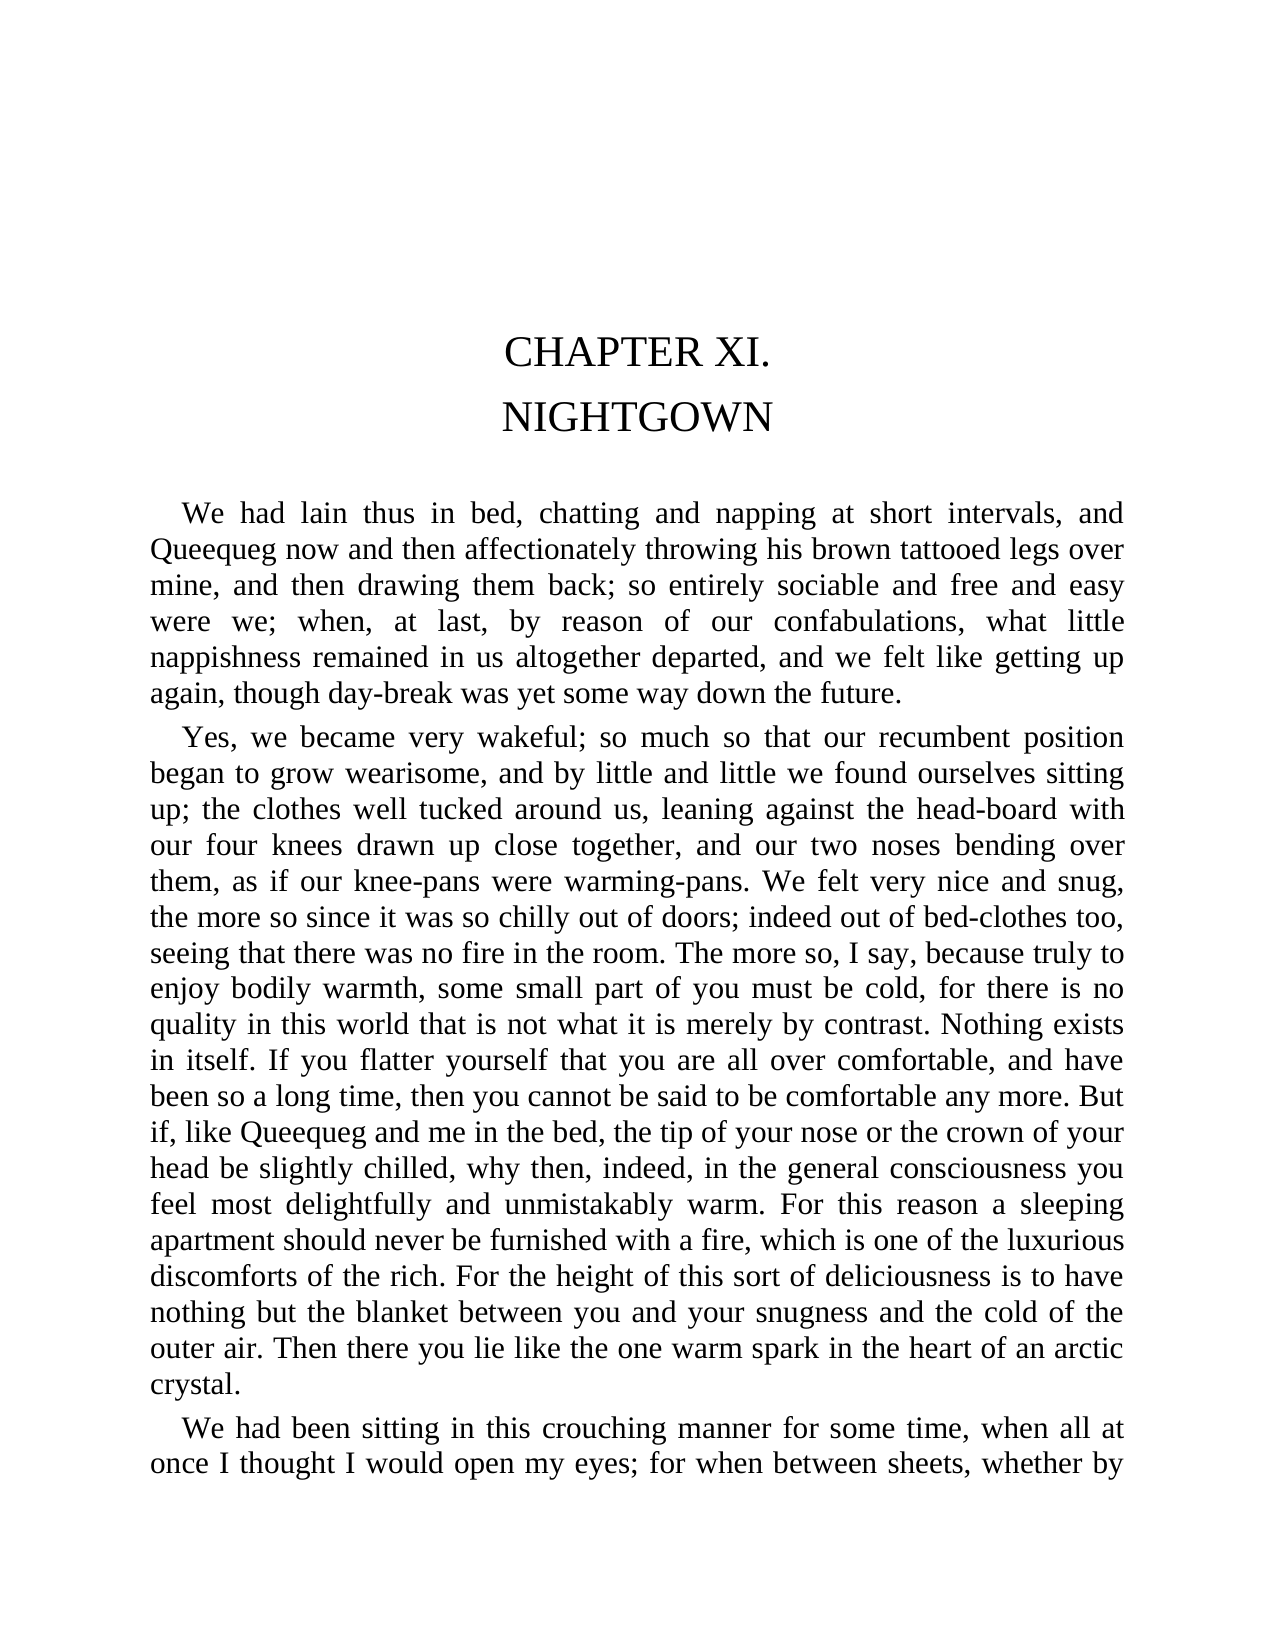 CHAPTER XI.
NIGHTGOWN
We had lain thus in bed, chatting and napping at short intervals, and
Queequeg now and then affectionately throwing his brown tattooed legs over
mine, and then drawing them back; so entirely sociable and free and easy
were we; when, at last, by reason of our confabulations, what little
nappishness remained in us altogether departed, and we felt like getting up
again, though day-break was yet some way down the future.
Yes, we became very wakeful; so much so that our recumbent position
began to grow wearisome, and by little and little we found ourselves sitting
up; the clothes well tucked around us, leaning against the head-board with
our four knees drawn up close together, and our two noses bending over
them, as if our knee-pans were warming-pans. We felt very nice and snug,
the more so since it was so chilly out of doors; indeed out of bed-clothes too,
seeing that there was no fire in the room. The more so, I say, because truly to
enjoy bodily warmth, some small part of you must be cold, for there is no
quality in this world that is not what it is merely by contrast. Nothing exists
in itself. If you flatter yourself that you are all over comfortable, and have
been so a long time, then you cannot be said to be comfortable any more. But
if, like Queequeg and me in the bed, the tip of your nose or the crown of your
head be slightly chilled, why then, indeed, in the general consciousness you
feel most delightfully and unmistakably warm. For this reason a sleeping
apartment should never be furnished with a fire, which is one of the luxurious
discomforts of the rich. For the height of this sort of deliciousness is to have
nothing but the blanket between you and your snugness and the cold of the
outer air. Then there you lie like the one warm spark in the heart of an arctic
crystal.
We had been sitting in this crouching manner for some time, when all at
once I thought I would open my eyes; for when between sheets, whether by